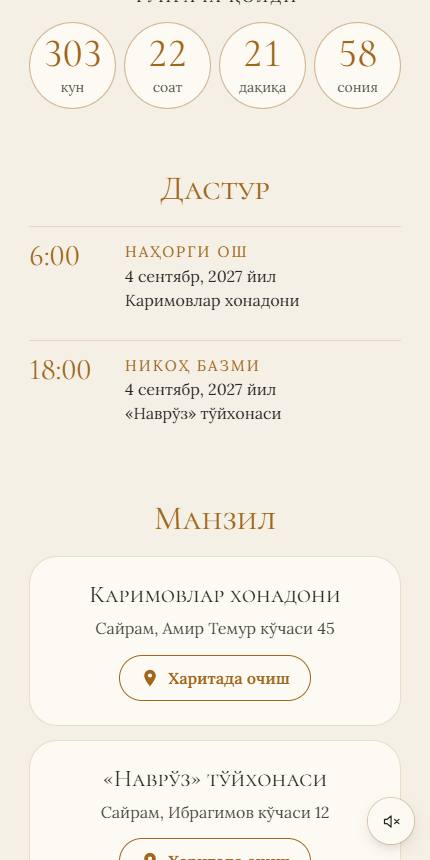 303
кун
22
соат
21
дақиқа
58
сония
Дастур
6:00
НАҲОРГИ ОШ
4 сентябр, 2027 йил
Каримовлар хонадони
18:00
НИКОҲ БАЗМИ
4 сентябр, 2027 йил
«Наврўз» тўйхонаси
Манзил
Каримовлар хонадони
Сайрам, Амир Темур кўчаси 45
Харитада очиш
«Наврўз» тўйхонаси
Сайрам, Ибрагимов кўчаси 12